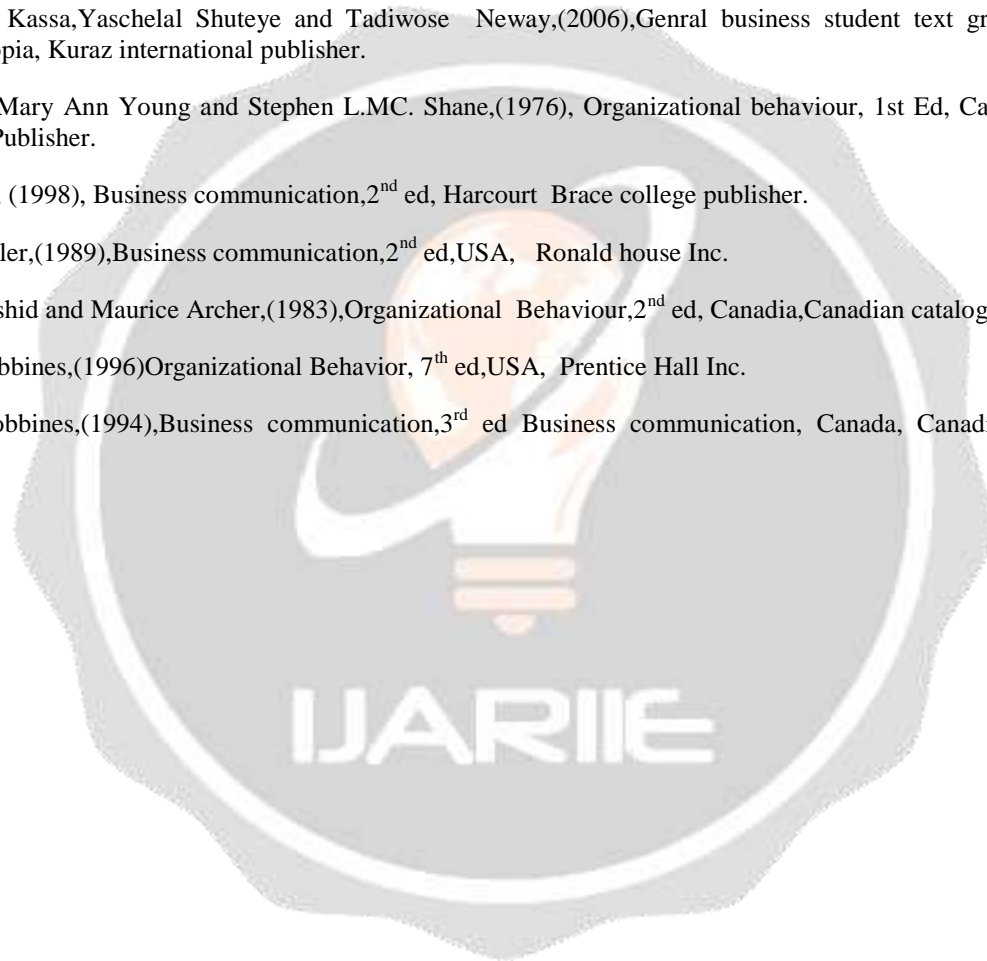 Kassa,Yaschelal Shuteye and Tadiwose Neway,(2006),Genral business student text gr
pia, Kuraz international publisher.
Mary Ann Young and Stephen L.MC. Shane,(1976), Organizational behaviour, 1st Ed, Ca
Publisher.
(1998), Business communication,2nd ed, Harcourt Brace college publisher.
ler,(1989),Business communication,2nd ed,USA, Ronald house Inc.
shid and Maurice Archer,(1983),Organizational Behaviour,2nd ed, Canadia,Canadian catalog
bbines,(1996)Organizational Behavior, 7th ed,USA, Prentice Hall Inc.
obbines,(1994),Business communication,3rd ed Business communication, Canada, Canadi
IJARIIE